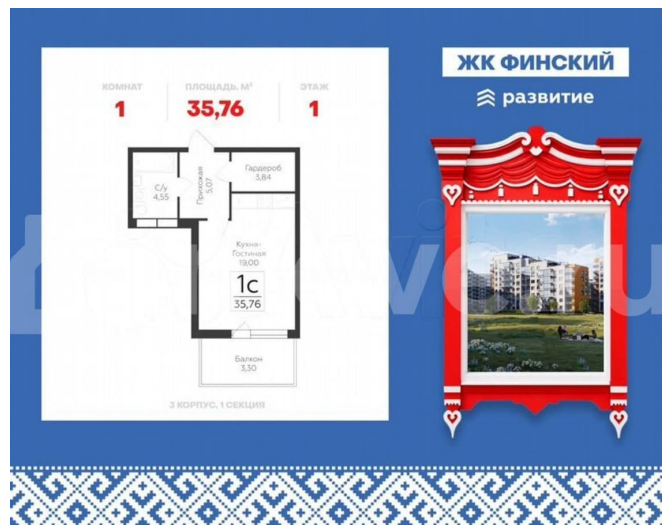 КОМНАТ
1
ПЛОЩАДЬ, М²
35,76
ЭТАЖ
1
С/у
4,55
Прихожая
5,07
Гардероб
3,84
Кухня-
Гостиная
19,00
1С
35,76
Балкон
3,30
3 КОРПУС, 1 СЕКЦИЯ
ЖК ФИНСКИЙ
развитие